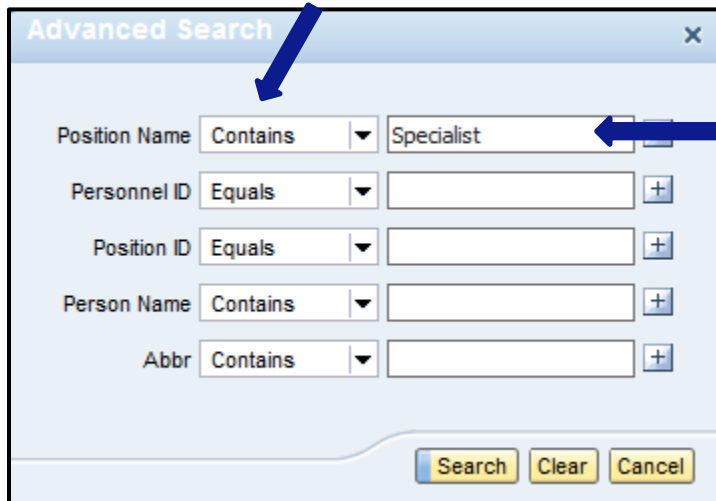 Advanced Search
Position Name Contains Specialist
Personnel ID Equals
Position ID Equals
Person Name Contains
Abbr Contains
Search Clear Cancel